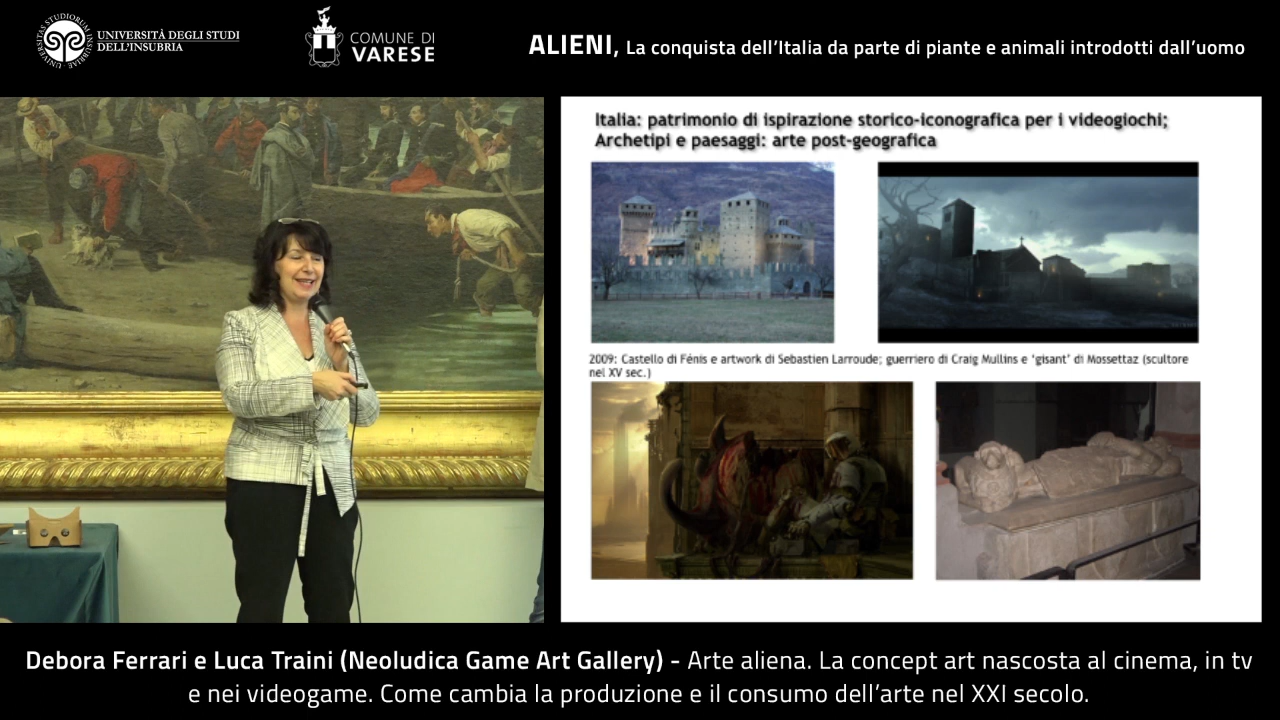 UNIVERSITÀ DEGLI STUDI
DELL'INSUBRIA
COMUNE DI
VARESE
ALIENI, La conquista dell'Italia da parte di piante e animali introdotti dall'uomo
Italia: patrimonio di ispirazione storico-iconografica per i videogiochi;
Archetipi e paesaggi: arte post-geografica
2009: Castello di Fénis e artwork di Sebastien Larroude; guerriero di Craig Mullins e 'gisant' di Mossettaz (scultore
nel XV sec.)
Debora Ferrari e Luca Traini (Neoludica Game Art Gallery) - Arte aliena. La concept art nascosta al cinema, in tv
e nei videogame. Come cambia la produzione e il consumo dell'arte nel XXI secolo.